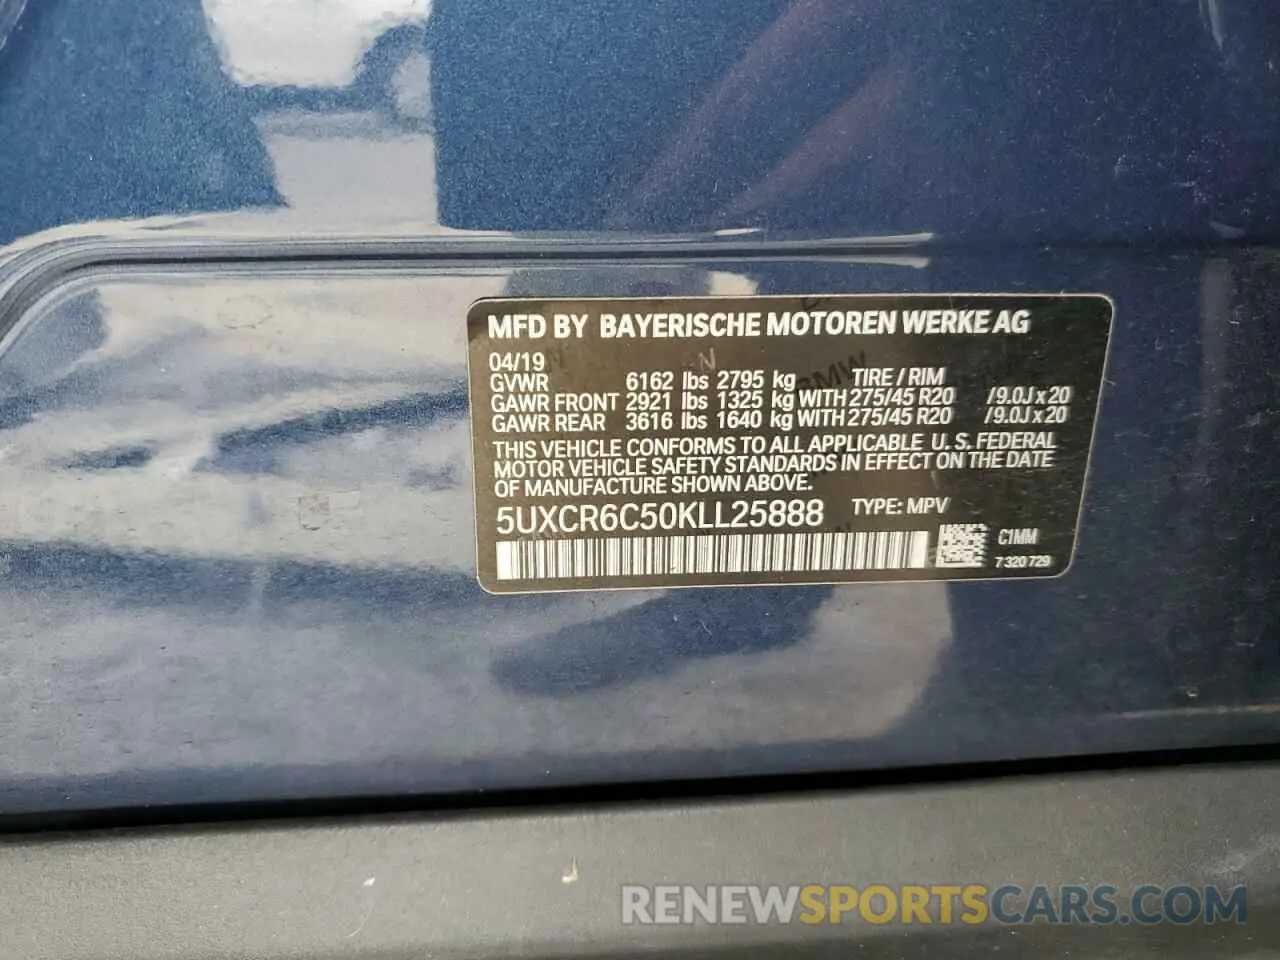 MFD BY BAYERISCHE MOTOREN WERKE AG
04/19
GVWR 6162 lbs 2795 kg TIRE / RIM
GAWR FRONT 2921 lbs 1325 kg WITH 275/45 R20 /9.0J x 20
GAWR REAR 3616 lbs 1640 kg WITH 275/45 R20 /9.0J x 20
THIS VEHICLE CONFORMS TO ALL APPLICABLE U. S. FEDERAL
MOTOR VEHICLE SAFETY STANDARDS IN EFFECT ON THE DATE
OF MANUFACTURE SHOWN ABOVE.
5UXCR6C50KLL25888 TYPE: MPV
C1MM
7 320 729
RENEWSPORTSCARS.COM